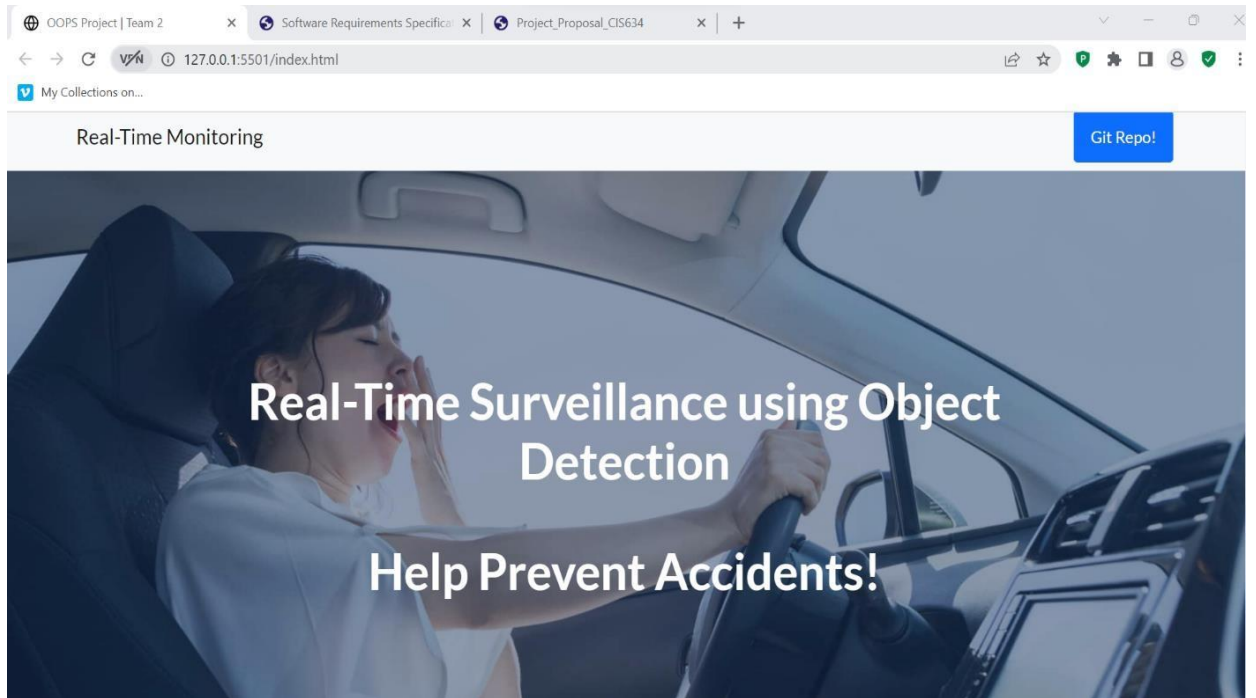 OOPS Project | Team 2
Software Requirements Specificat
Project_Proposal_CIS634
VPN
127.0.0.1:5501/index.html
P
V My Collections on...
Real-Time Monitoring
Git Repo!
Real-Time Surveillance using Object
Detection
Help Prevent Accidents!